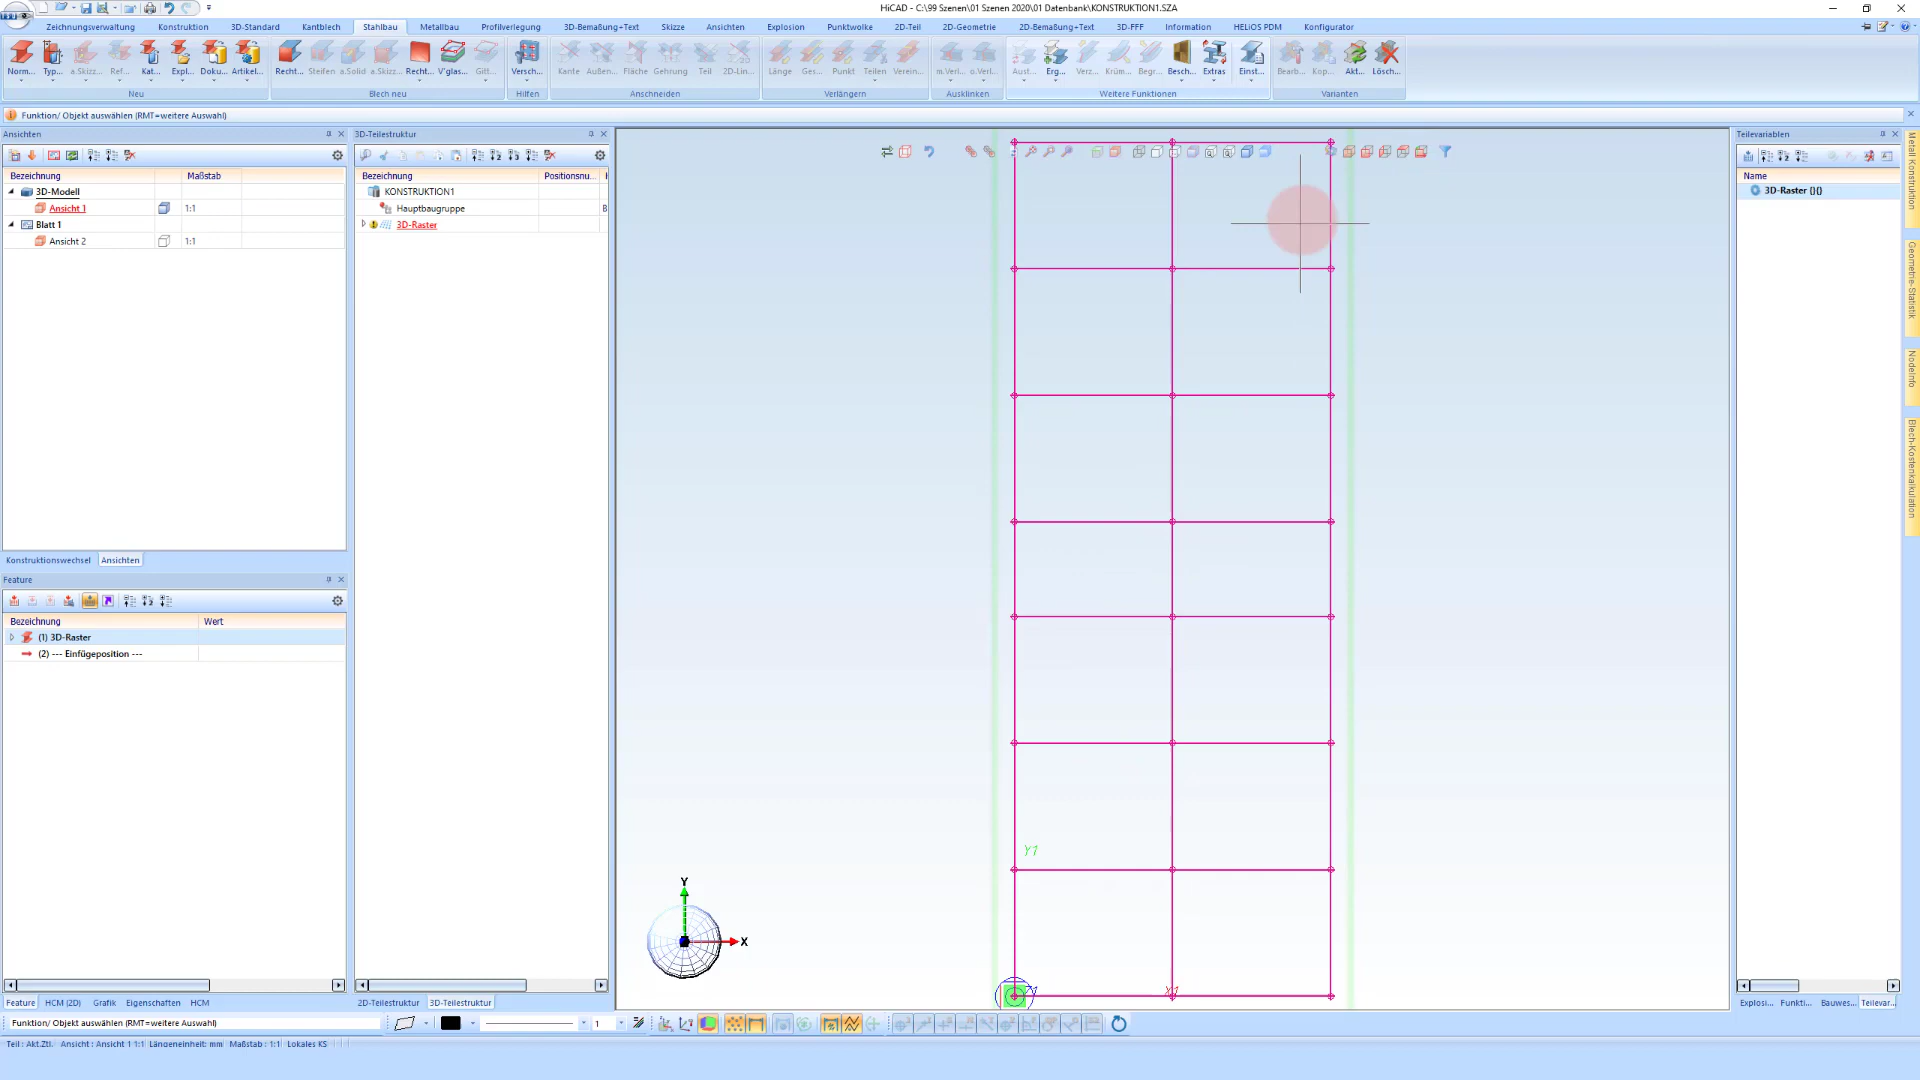 HiCAD - C:\99 Szenen\01 Szenen 2020\01 Datenbank\KONSTRUKTION1.SZA
Zeichnungsverwaltung Konstruktion 3D-Standard Kantblech Stahlbau Metallbau Profilverlegung 3D-Bemaßung+Text Skizze Ansichten Explosion Punktwolke 2D-Teil 2D-Geometrie 2D-Bemaßung+Text 3D-FFF Information HELiOS PDM Konfigurator
Norm... Typ... a.Skizz... Ref... Kat... Expl... Doku... Artikel... Recht... Steifen a.Solid a.Skizz... Recht... V'glas... Gitt... Versch... Kante Außen... Fläche Gehrung Teil 2D-Lin... Länge Ges... Punkt Teilen Verein... m.Verl... o.Verl... Aust... Erg... Verz... Krüm... Begr... Besch... Extras Einst... Bearb... Kop... Akt... Lösch...
Neu Blech neu Hilfen Anschneiden Verlängern Ausklinken Weitere Funktionen Varianten
Funktion/ Objekt auswählen (RMT=weitere Auswahl)
Ansichten
Bezeichnung Maßstab
3D-Modell
Ansicht 1 1:1
Blatt 1
Ansicht 2 1:1
Konstruktionswechsel Ansichten
Feature
Bezeichnung Wert
(1) 3D-Raster
(2) --- Einfügeposition ---
Feature HCM (2D) Grafik Eigenschaften HCM
3D-Teilestruktur
Bezeichnung Positionsnu...
KONSTRUKTION1
Hauptbaugruppe
3D-Raster
2D-Teilestruktur 3D-Teilestruktur
Y1
X1
Y
X
Teilevariablen
Name
3D-Raster {}{}
Explosi... Funkti... Bauwes... Teilevar...
Metall Konstruktion
Geometrie-Statistik
NodeInfo
Blech-Kostenkalkulation
Funktion/ Objekt auswählen (RMT=weitere Auswahl) 1
Teil : Akt.Ztl. Ansicht : Ansicht 1 1:1 Längeneinheit: mm Maßstab : 1:1 Lokales KS